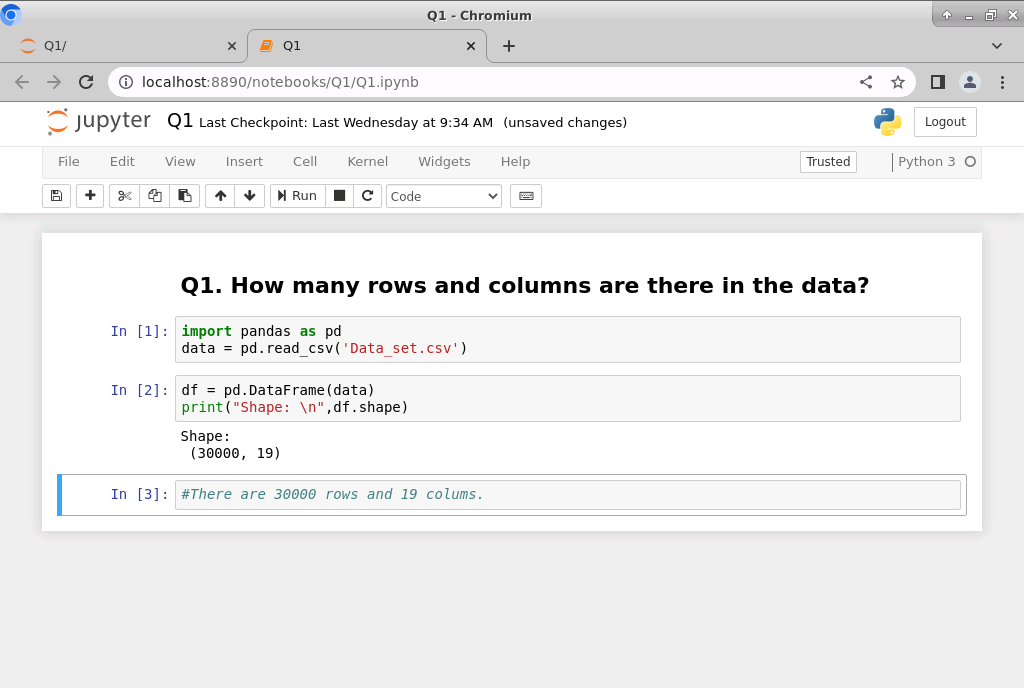 Q1 - Chromium
Q1/
Q1
localhost:8890/notebooks/Q1/Q1.ipynb
jupyter Q1 Last Checkpoint: Last Wednesday at 9:34 AM (unsaved changes)
Logout
File Edit View Insert Cell Kernel Widgets Help Trusted Python 3
Run Code
Q1. How many rows and columns are there in the data?
In [1]: import pandas as pd
data = pd.read_csv('Data_set.csv')
In [2]: df = pd.DataFrame(data)
print("Shape: \n",df.shape)
Shape:
(30000, 19)
In [3]: #There are 30000 rows and 19 colums.